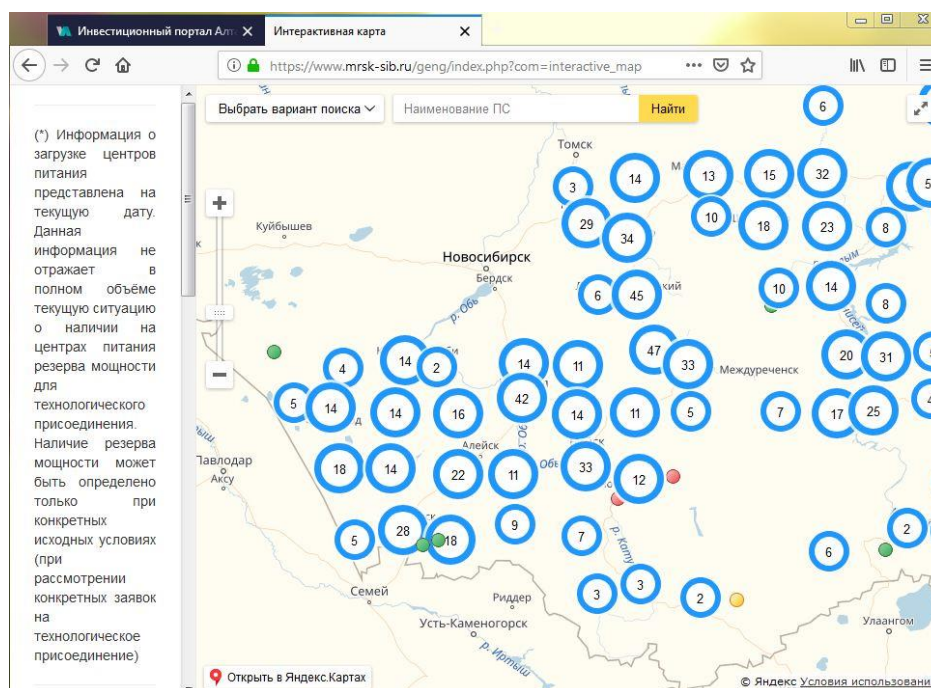 Инвестиционный портал Алт
Интерактивная карта
https://www.mrsk-sib.ru/geng/index.php?com=interactive_map
(*) Информация о
загрузке центров
питания
представлена на
текущую дату.
Данная
информация не
отражает в
полном объёме
текущую ситуацию
о наличии на
центрах питания
резерва мощности
для
технологического
присоединения.
Наличие резерва
мощности может
быть определено
только при
конкретных
исходных условиях
(при
рассмотрении
конкретных заявок
на
технологическое
присоединение)
Выбрать вариант поиска
Наименование ПС
Найти
6
Томск
3
14
13
15
32
5
10
18
23
8
29
34
Куйбышев
Новосибирск
Бердск
р. Обь
6
45
кий
10
14
8
4
14
2
14
11
47
33
Междуреченск
20
31
5
14
14
16
42
14
11
5
7
17
25
4
Алейск
Павлодар
Аксу
18
14
22
11
33
12
5
28
18
9
7
р. Кату
6
2
Семей
Риддер
3
3
2
Усть-Каменогорск
Улаангом
р. Иртыш
Открыть в Яндекс.Картах
© Яндекс Условия использовани